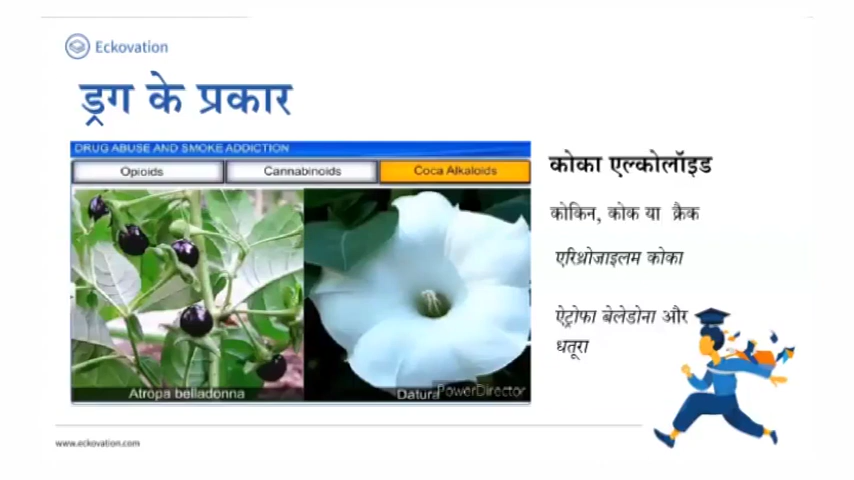 Eckovation
ड्रग के प्रकार
DRUG ABUSE AND SMOKE ADDICTION
Opioids
Cannabinoids
Coca Alkaloids
Atropa belladonna
Datura
PowerDirector
कोका एल्कोलॉइड
कोकिन, कोक या क्रैक
एरिथ्रोजाइलम कोका
ऐट्रोफा बेलेडोना और
धतूरा
www.eckovation.com